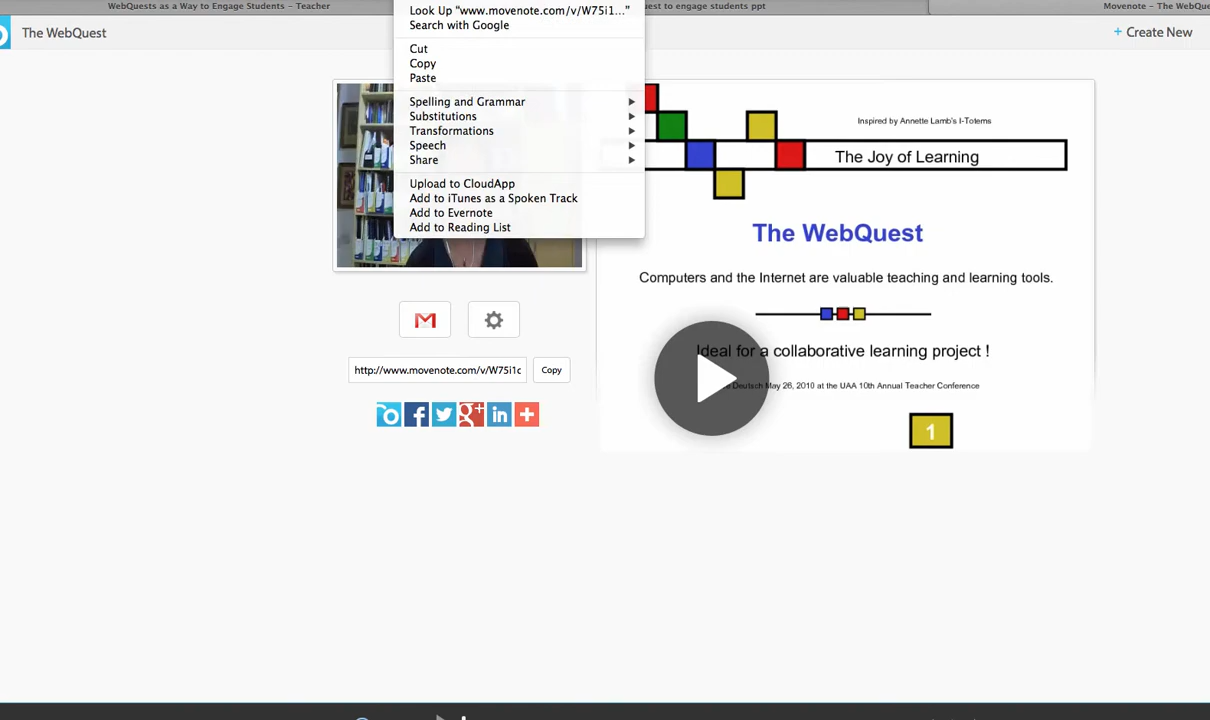 WebQuests as a Way to Engage Students – Teacher
uest to engage students ppt
Movenote – The WebQue
The WebQuest
+ Create New
Look Up "www.movenote.com/v/W75i1..."
Search with Google
Cut
Copy
Paste
Spelling and Grammar
Substitutions
Transformations
Speech
Share
Upload to CloudApp
Add to iTunes as a Spoken Track
Add to Evernote
Add to Reading List
http://www.movenote.com/v/W75i1c
Copy
Inspired by Annette Lamb's I-Totems
The Joy of Learning
The WebQuest
Computers and the Internet are valuable teaching and learning tools.
Ideal for a collaborative learning project !
Deutsch May 26, 2010 at the UAA 10th Annual Teacher Conference
1